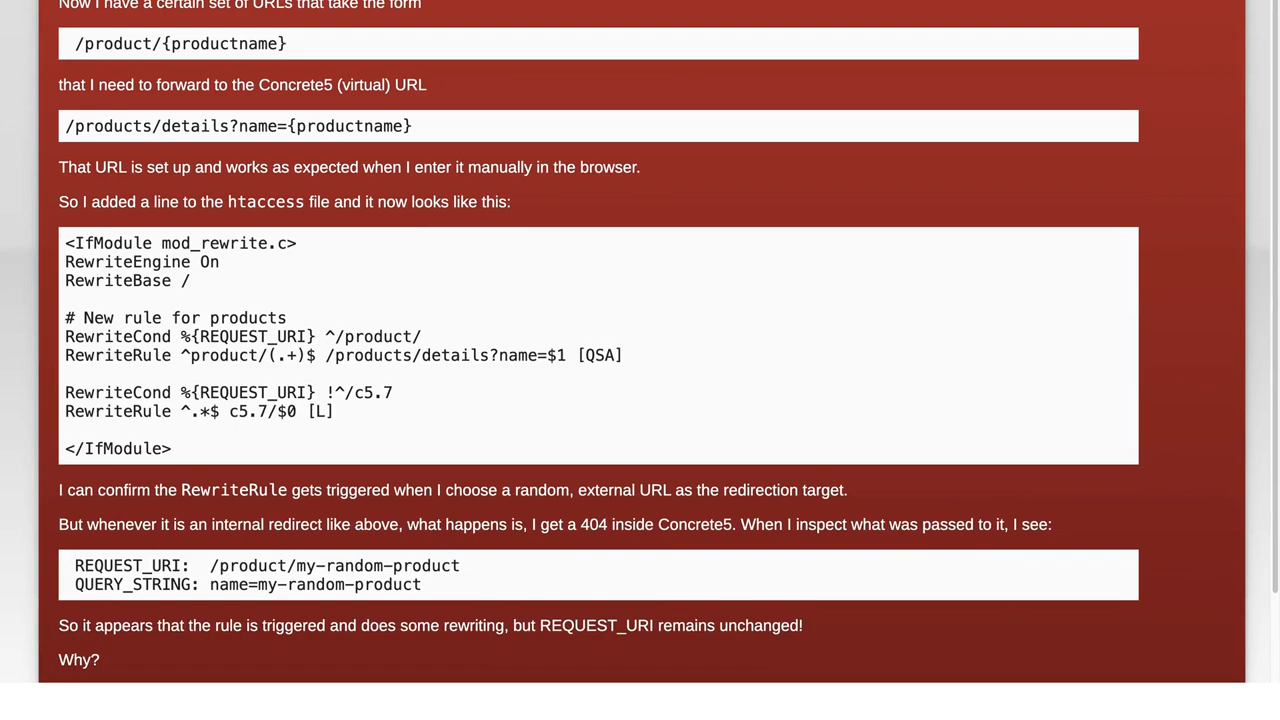 Now I have a certain set of URLs that take the form
/product/{productname}
that I need to forward to the Concrete5 (virtual) URL
/products/details?name={productname}
That URL is set up and works as expected when I enter it manually in the browser.
So I added a line to the htaccess file and it now looks like this:
<IfModule mod_rewrite.c>
RewriteEngine On
RewriteBase /
# New rule for products
RewriteCond %{REQUEST_URI} ^/product/
RewriteRule ^product/(.+)$ /products/details?name=$1 [QSA]
RewriteCond %{REQUEST_URI} !^/c5.7
RewriteRule ^.*$ c5.7/$0 [L]
</IfModule>
I can confirm the RewriteRule gets triggered when I choose a random, external URL as the redirection target.
But whenever it is an internal redirect like above, what happens is, I get a 404 inside Concrete5. When I inspect what was passed to it, I see:
REQUEST_URI:  /product/my-random-product
QUERY_STRING: name=my-random-product
So it appears that the rule is triggered and does some rewriting, but REQUEST_URI remains unchanged!
Why?